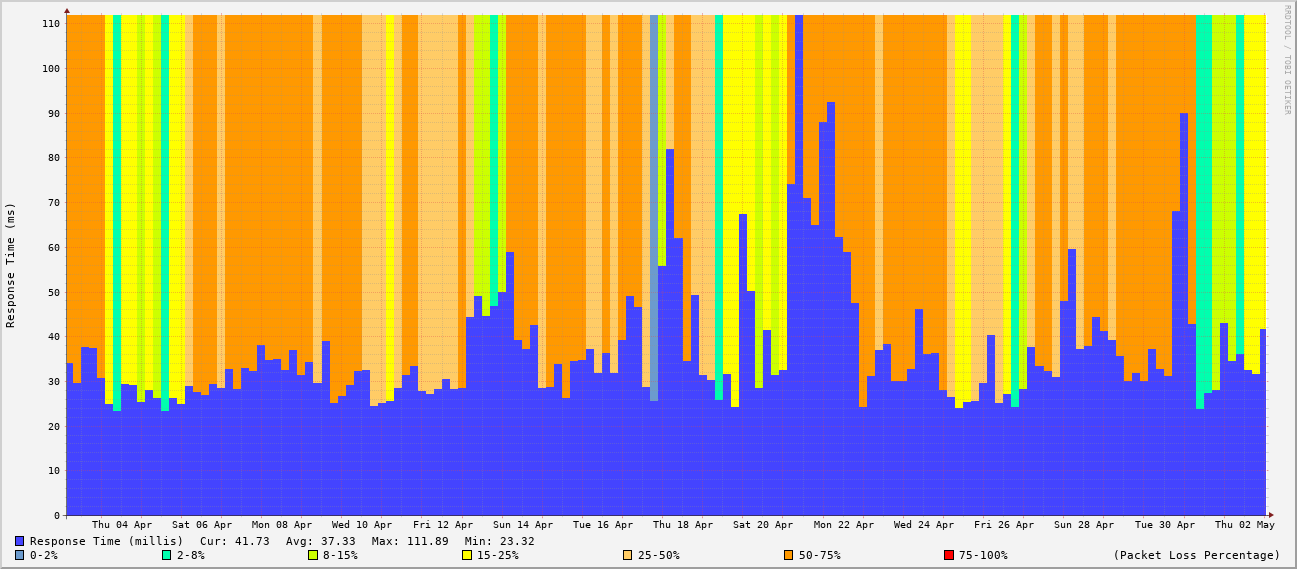 RRDTOOL / TOBI OETIKER
Response Time (ms)
110
100
90
80
70
60
50
40
30
20
10
0
Thu 04 Apr Sat 06 Apr Mon 08 Apr Wed 10 Apr Fri 12 Apr Sun 14 Apr Tue 16 Apr Thu 18 Apr Sat 20 Apr Mon 22 Apr Wed 24 Apr Fri 26 Apr Sun 28 Apr Tue 30 Apr Thu 02 May
Response Time (millis) Cur: 41.73 Avg: 37.33 Max: 111.89 Min: 23.32
0-2% 2-8% 8-15% 15-25% 25-50% 50-75% 75-100% (Packet Loss Percentage)